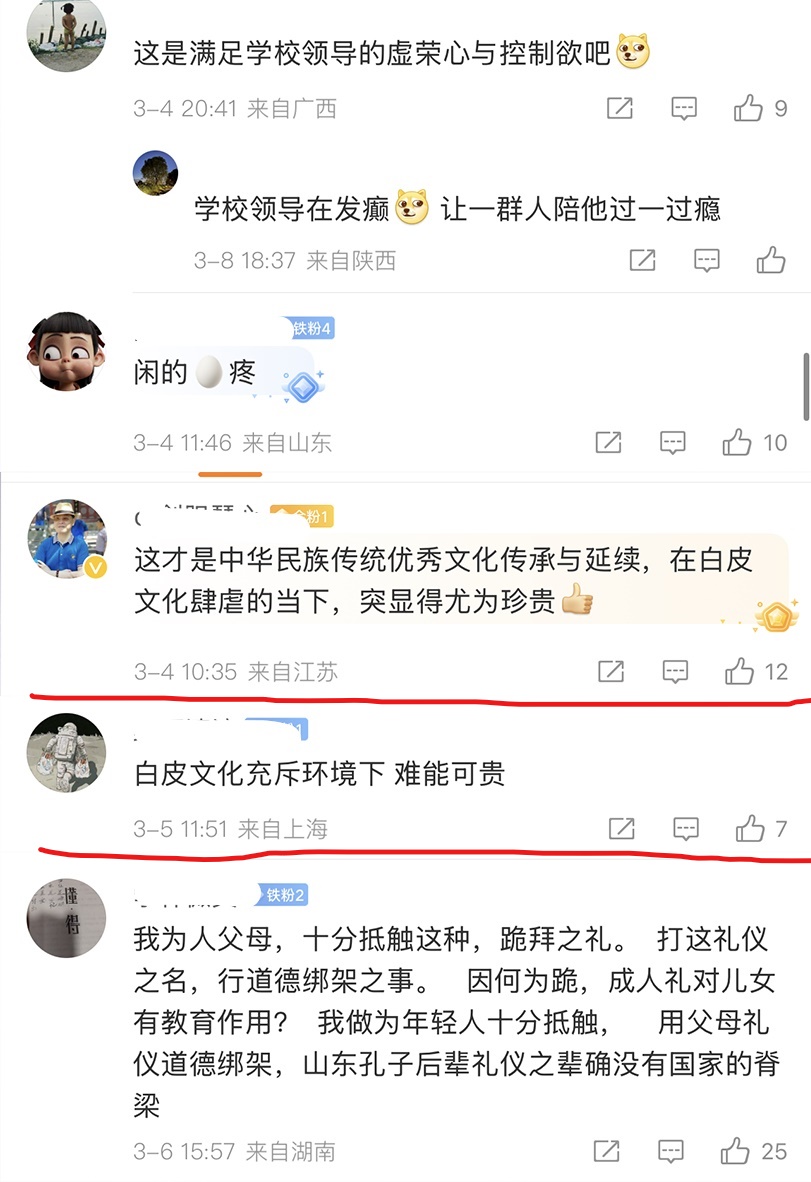 这是满足学校领导的虚荣心与控制欲吧
3-4 20:41 来自广西
9
学校领导在发癫 让一群人陪他过一过瘾
3-8 18:37 来自陕西
铁粉4
闲的 疼
3-4 11:46 来自山东
10
粉1
这才是中华民族传统优秀文化传承与延续，在白皮
文化肆虐的当下，突显得尤为珍贵
3-4 10:35 来自江苏
12
白皮文化充斥环境下 难能可贵
3-5 11:51 来自上海
7
懂得
铁粉2
我为人父母，十分抵触这种，跪拜之礼。 打这礼仪
之名，行道德绑架之事。 因何为跪，成人礼对儿女
有教育作用？ 我做为年轻人十分抵触， 用父母礼
仪道德绑架，山东孔子后辈礼仪之辈确没有国家的脊
梁
3-6 15:57 来自湖南
25